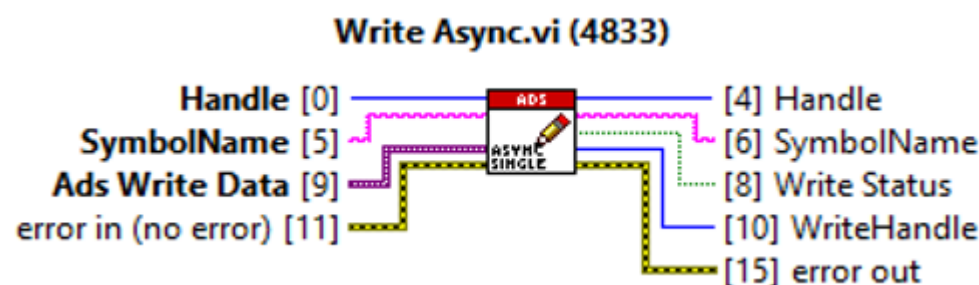 Write Async.vi (4833)
Handle [0] ADS [4] Handle
SymbolName [5] [6] SymbolName
ASYNC
Ads Write Data [9] SINGLE [8] Write Status
error in (no error) [11] [10] WriteHandle
[15] error out